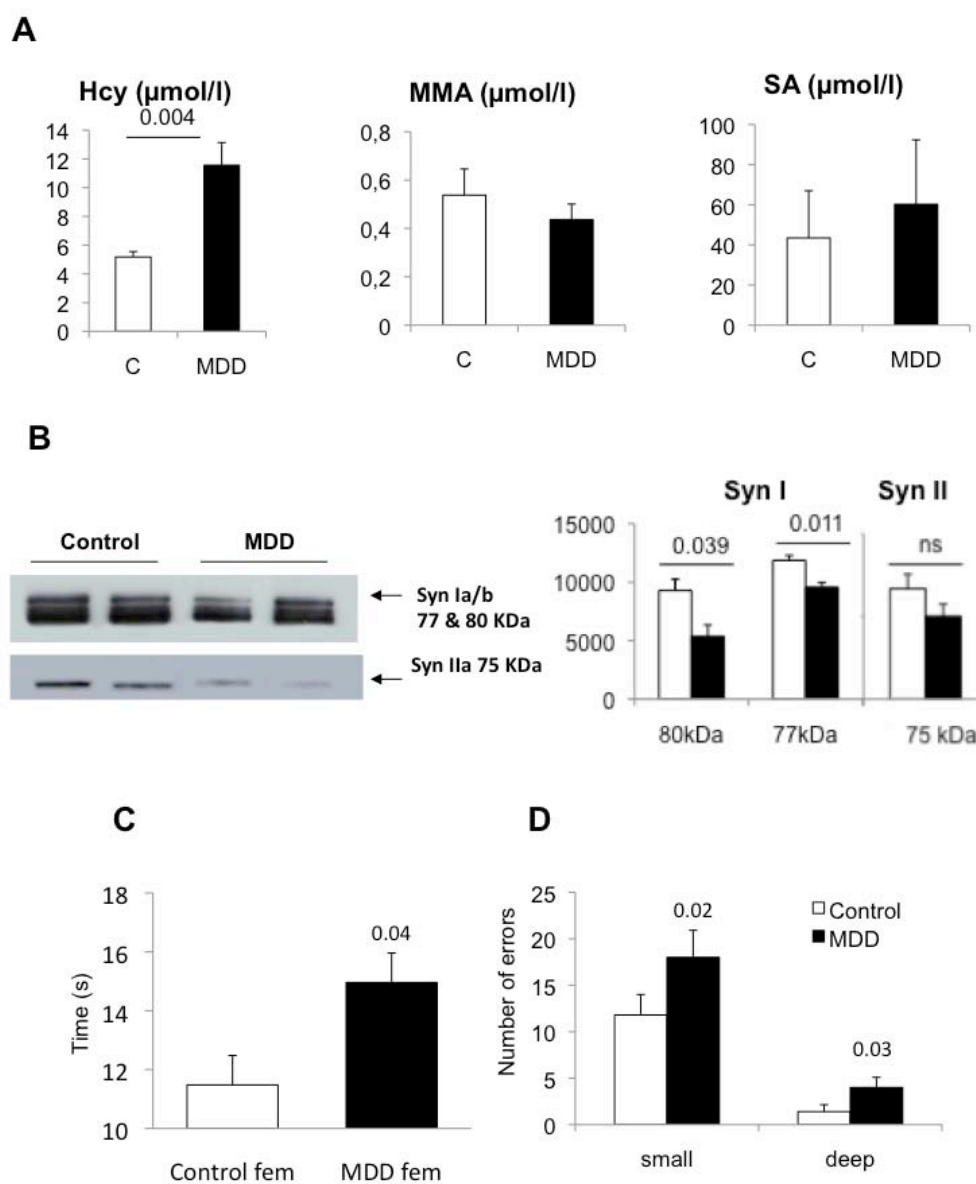 A
Hcy (µmol/l)
0.004
14
12
10
8
6
4
2
0
C MDD
MMA (µmol/l)
0,8
0,6
0,4
0,2
0
C MDD
SA (µmol/l)
100
80
60
40
20
0
C MDD
B
Control MDD
Syn Ia/b
77 & 80 KDa
Syn IIa 75 KDa
Syn I Syn II
15000
10000
5000
0
0.039
0.011
ns
80kDa 77kDa 75 kDa
C
Time (s)
18
16
14
12
10
0.04
Control fem MDD fem
D
Number of errors
25
20
15
10
5
0
0.02
0.03
Control
MDD
small deep